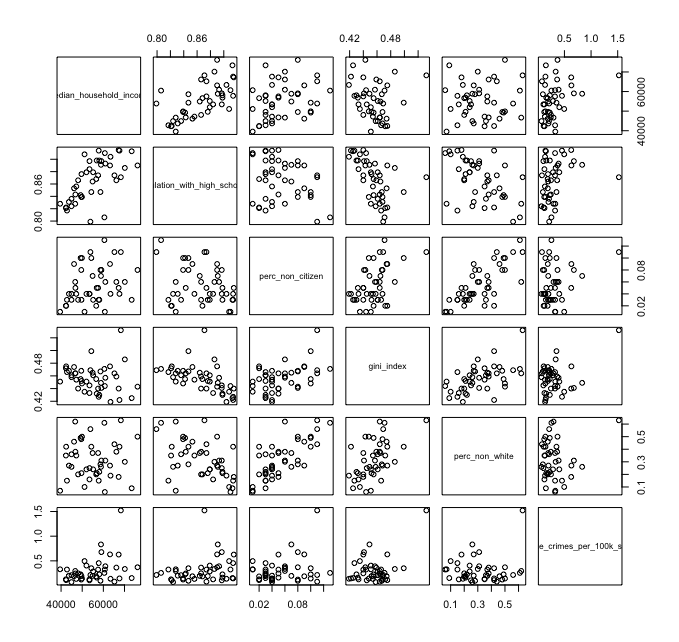 0.80 0.86 0.42 0.48 0.5 1.0 1.5
edian_household_incor
40000 60000
0.80 0.86
lation_with_high_scho
perc_non_citizen
0.02 0.08
0.42 0.48
gini_index
perc_non_white
0.1 0.3 0.5
0.5 1.0 1.5
e_crimes_per_100k_s
40000 60000 0.02 0.08 0.1 0.3 0.5